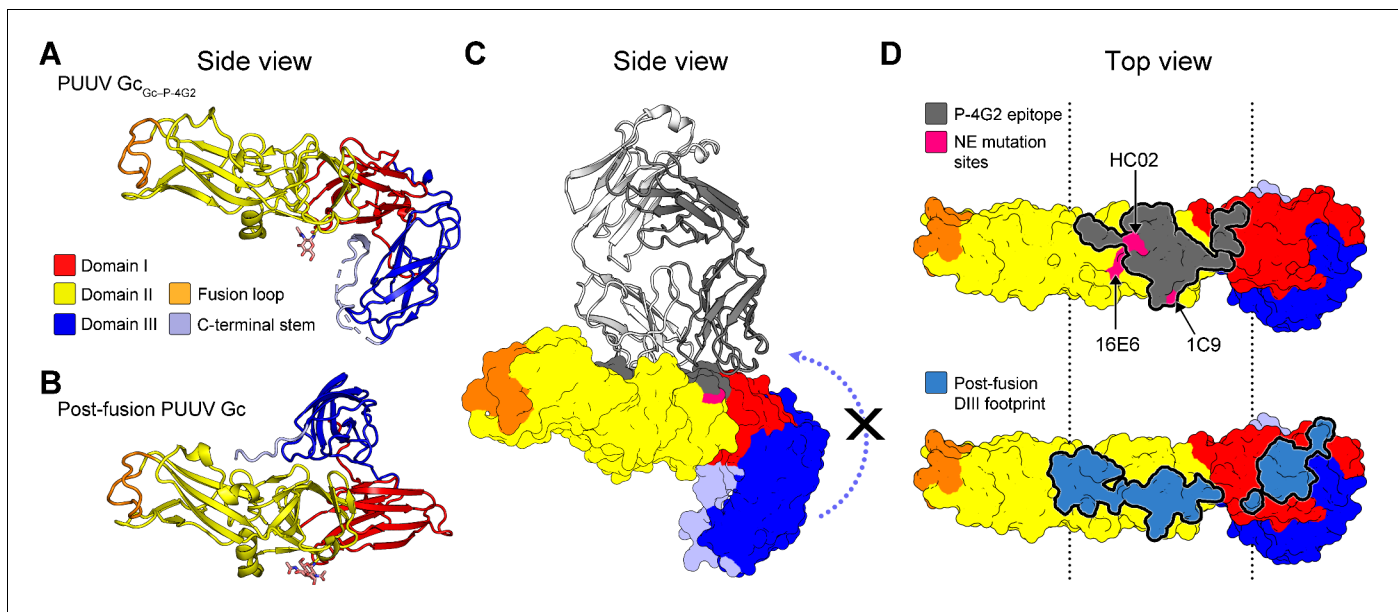 A
Side view
PUUV Gc Gc–P-4G2
Domain I
Domain II
Domain III
Fusion loop
C-terminal stem
B
Post-fusion PUUV Gc
C
Side view
X
D
Top view
P-4G2 epitope
NE mutation
sites
HC02
16E6
1C9
Post-fusion
DIII footprint